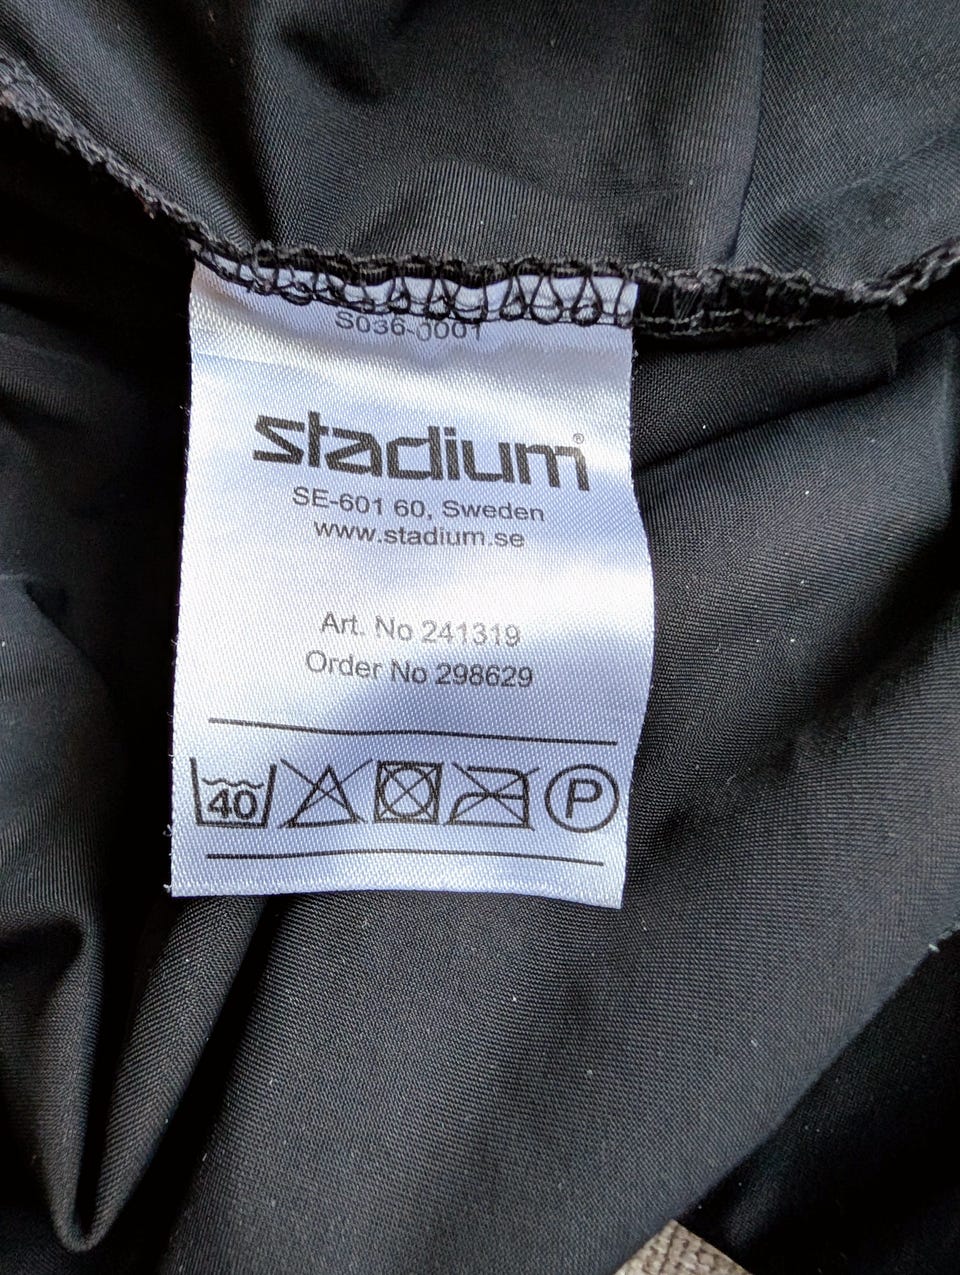 S036-0001
stadium®
SE-601 60, Sweden
www.stadium.se
Art. No 241319
Order No 298629
40 P